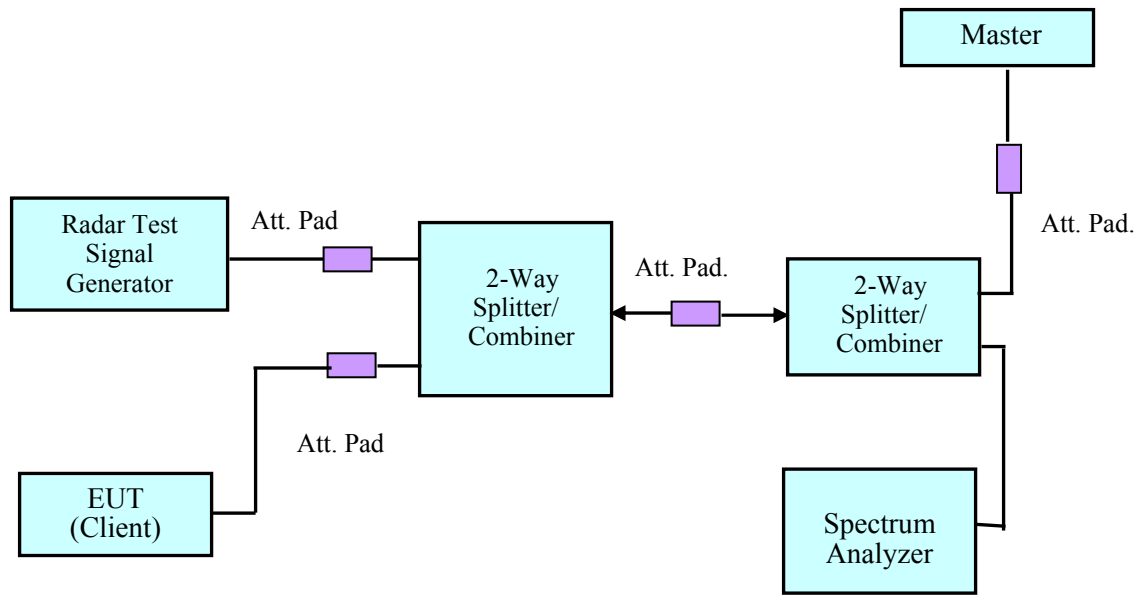 Master
Radar Test
Signal
Generator
Att. Pad
2-Way
Splitter/
Combiner
Att. Pad.
2-Way
Splitter/
Combiner
Att. Pad.
Att. Pad
EUT
(Client)
Spectrum
Analyzer